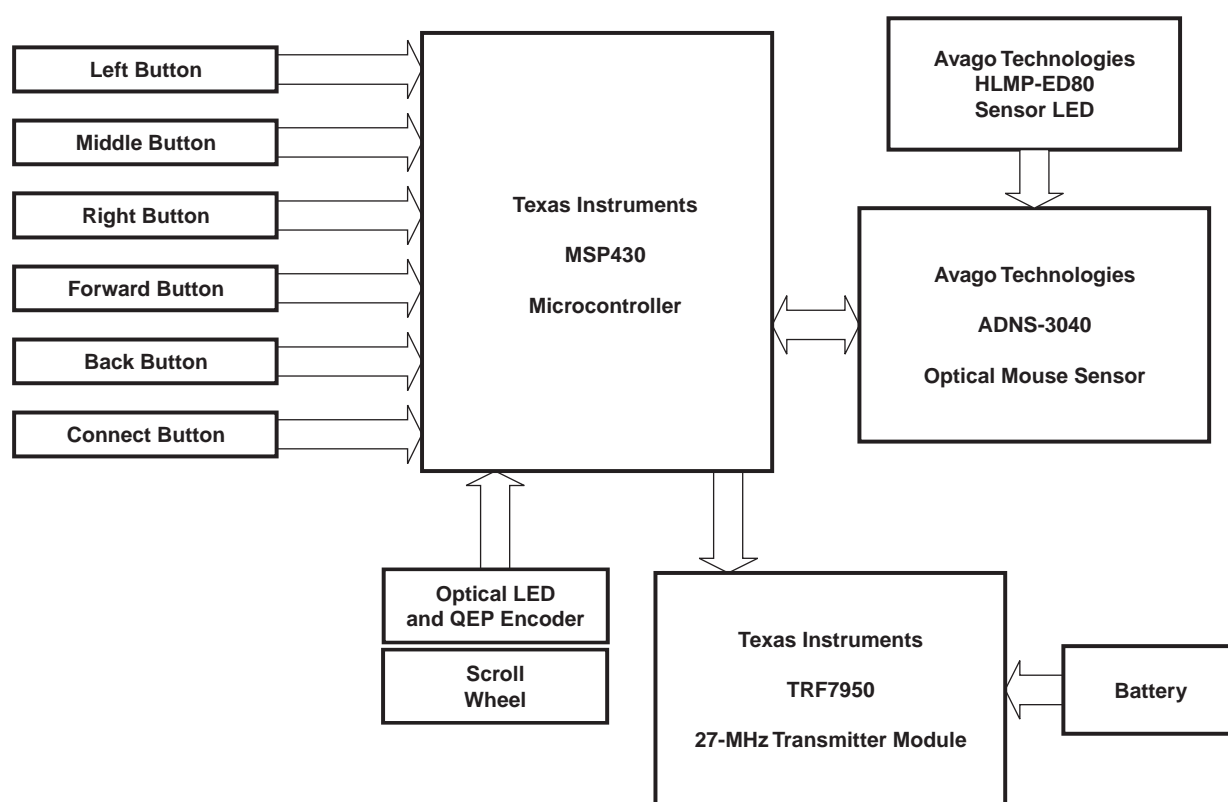 Left Button
Middle Button
Right Button
Forward Button
Back Button
Connect Button
Texas Instruments
MSP430
Microcontroller
Avago Technologies
HLMP-ED80
Sensor LED
Avago Technologies
ADNS-3040
Optical Mouse Sensor
Optical LED
and QEP Encoder
Scroll
Wheel
Texas Instruments
TRF7950
27-MHz Transmitter Module
Battery